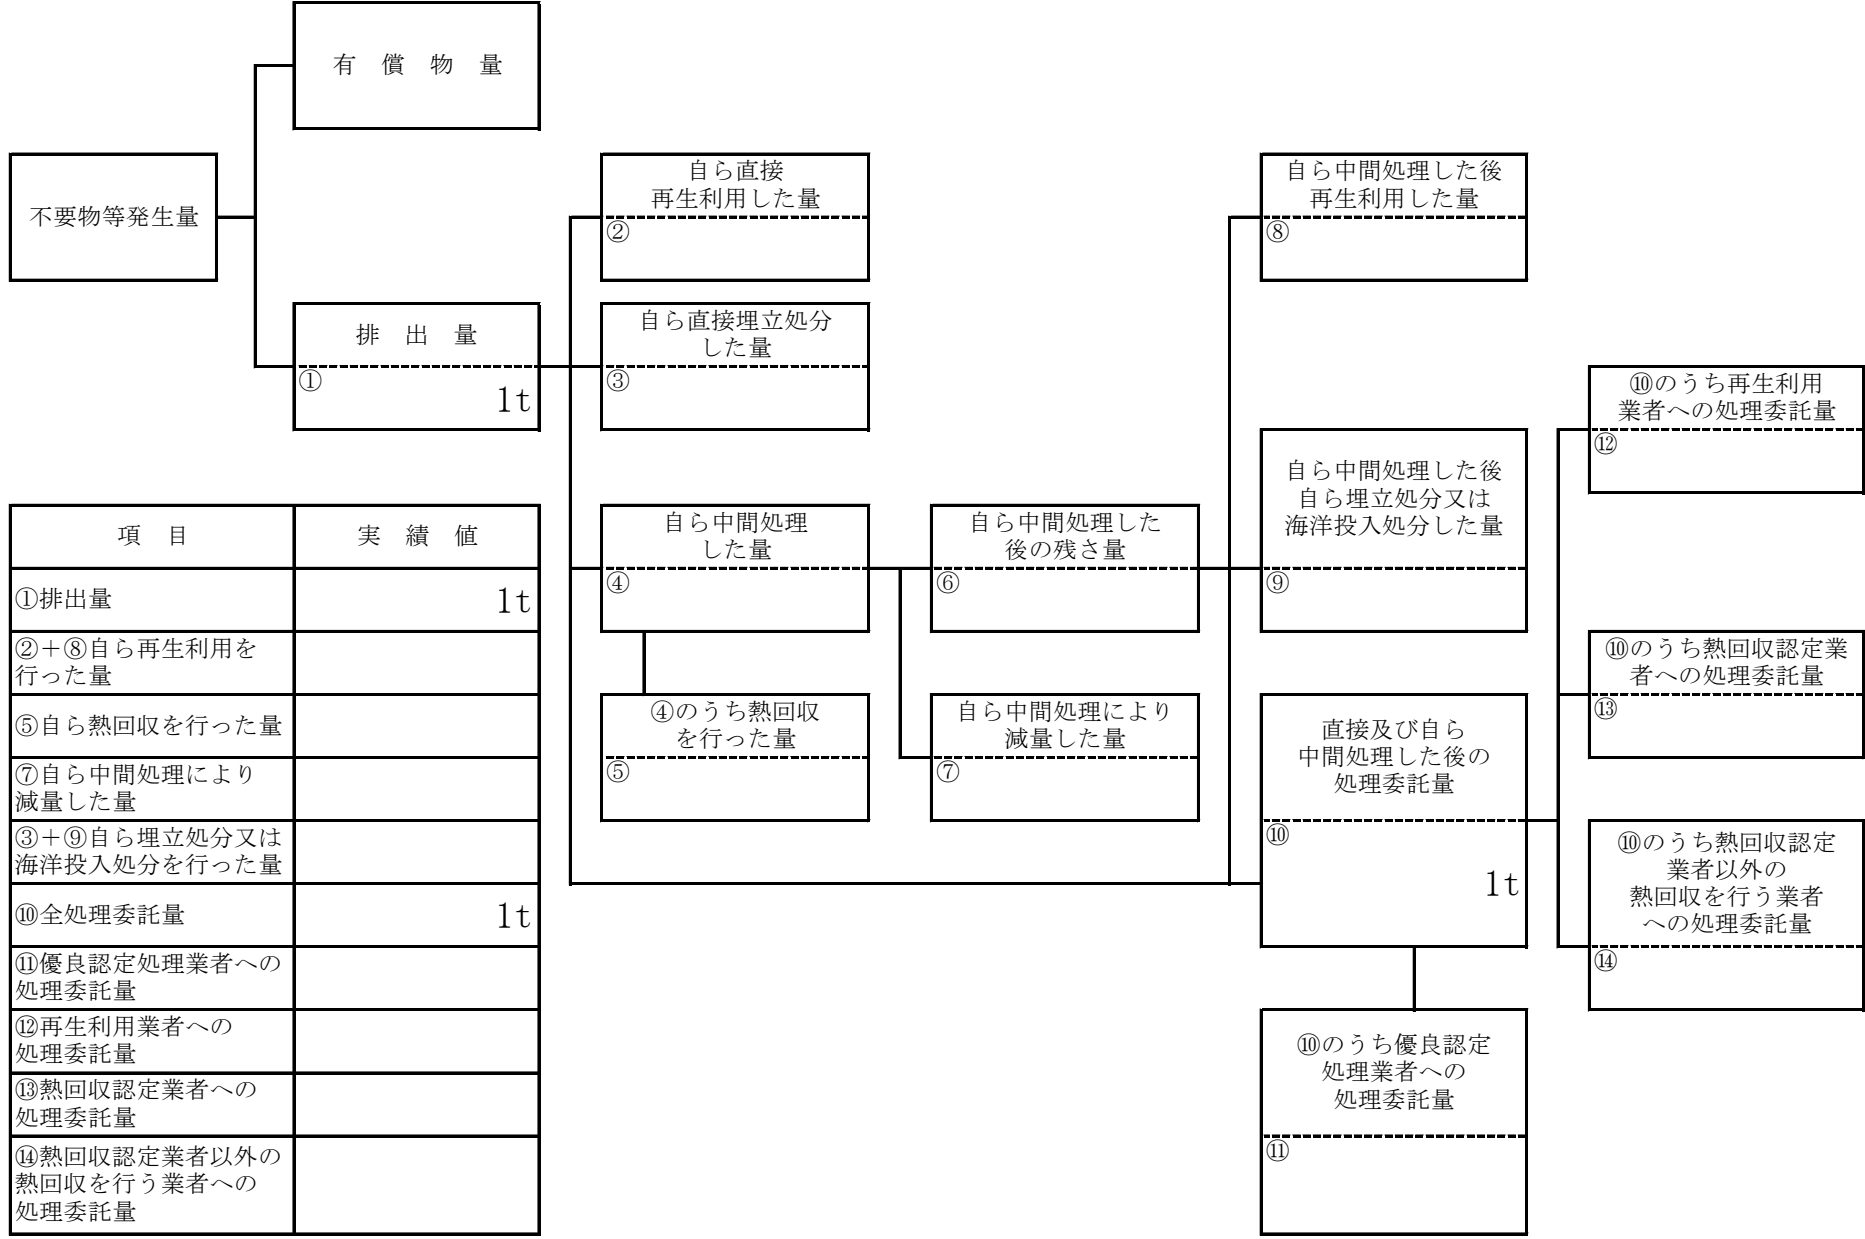 有　償　物　量
不要物等発生量
排　出　量
①
1t
自ら直接
再生利用した量
②
自ら直接埋立処分
した量
③
自ら中間処理
した量
④
④のうち熱回収
を行った量
⑤
自ら中間処理した
後の残さ量
⑥
自ら中間処理により
減量した量
⑦
自ら中間処理した後
再生利用した量
⑧
自ら中間処理した後
自ら埋立処分又は
海洋投入処分した量
⑨
直接及び自ら
中間処理した後の
処理委託量
⑩
1t
⑩のうち優良認定
処理業者への
処理委託量
⑪
⑩のうち再生利用
業者への処理委託量
⑫
⑩のうち熱回収認定業
者への処理委託量
⑬
⑩のうち熱回収認定
業者以外の
熱回収を行う業者
への処理委託量
⑭
項　目
実　績　値
①排出量
1t
②＋⑧自ら再生利用を
行った量
⑤自ら熱回収を行った量
⑦自ら中間処理により
減量した量
③＋⑨自ら埋立処分又は
海洋投入処分を行った量
⑩全処理委託量
1t
⑪優良認定処理業者への
処理委託量
⑫再生利用業者への
処理委託量
⑬熱回収認定業者への
処理委託量
⑭熱回収認定業者以外の
熱回収を行う業者への
処理委託量